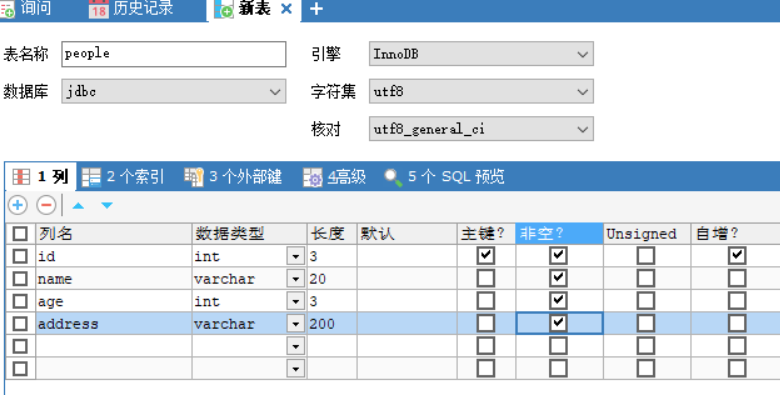 询问 18 历史记录 新表
表名称 people 引擎 InnoDB
数据库 jdbc 字符集 utf8
核对 utf8_general_ci
1 列 2 个索引 3 个外部键 4高级 5 个 SQL 预览
列名 数据类型 长度 默认 主键? 非空? Unsigned 自增?
id int 3
name varchar 20
age int 3
address varchar 200